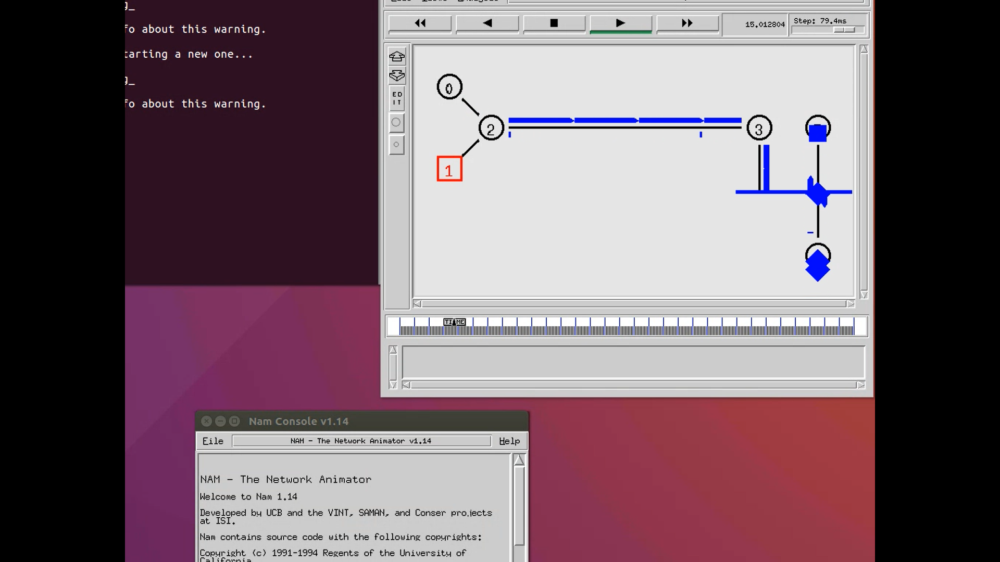 g_
fo about this warning.
tarting a new one...
g_
fo about this warning.
15.012804
Step: 79.4ms
ED
IT
0
2
3
1
TIME
Nam Console v1.14
File
NAM - The Network Animator v1.14
Help
NAM - The Network Animator
Welcome to Nam 1.14
Developed by UCB and the VINT, SAMAN, and Conser projects
at ISI.
Nam contains source code with the following copyrights:
Copyright (c) 1991-1994 Regents of the University of
California